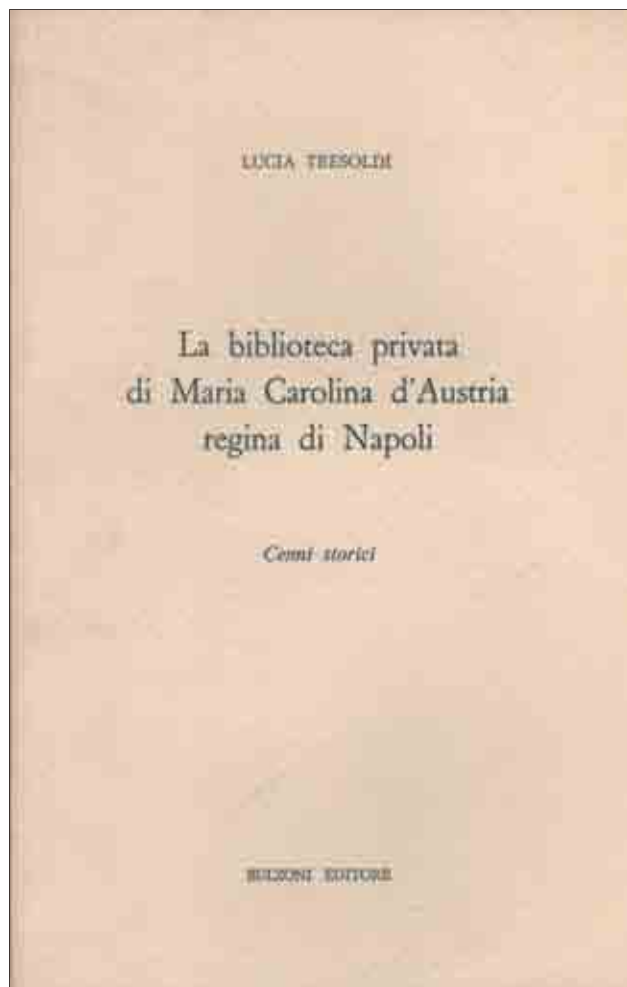 LUCIA TRESOLDI
La biblioteca privata
di Maria Carolina d'Austria
regina di Napoli
Cenni storici
BULZONI EDITORE